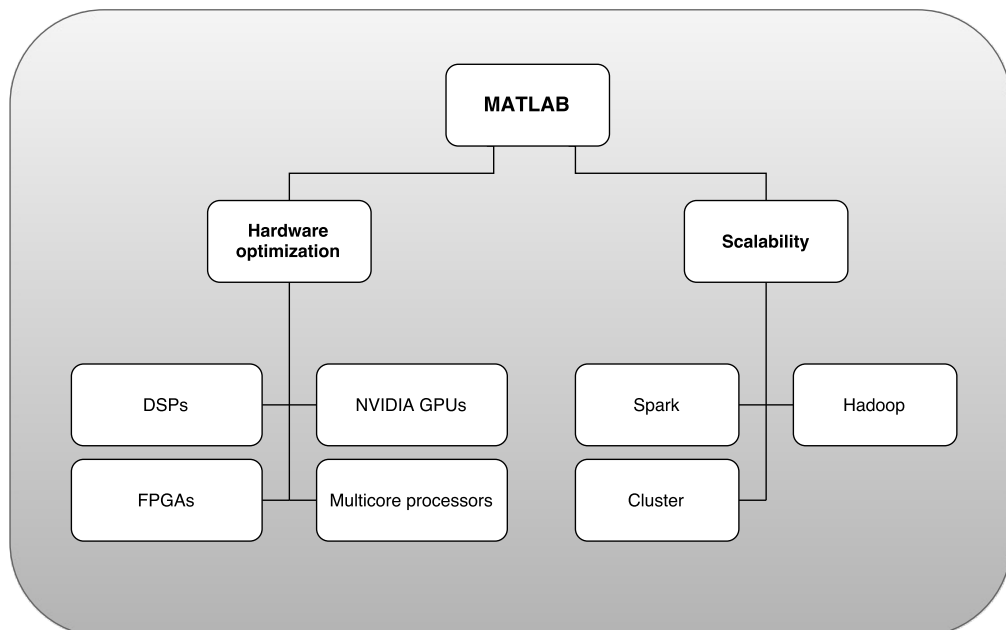 MATLAB
Hardware
optimization
Scalability
DSPs
NVIDIA GPUs
Spark
Hadoop
FPGAs
Multicore processors
Cluster